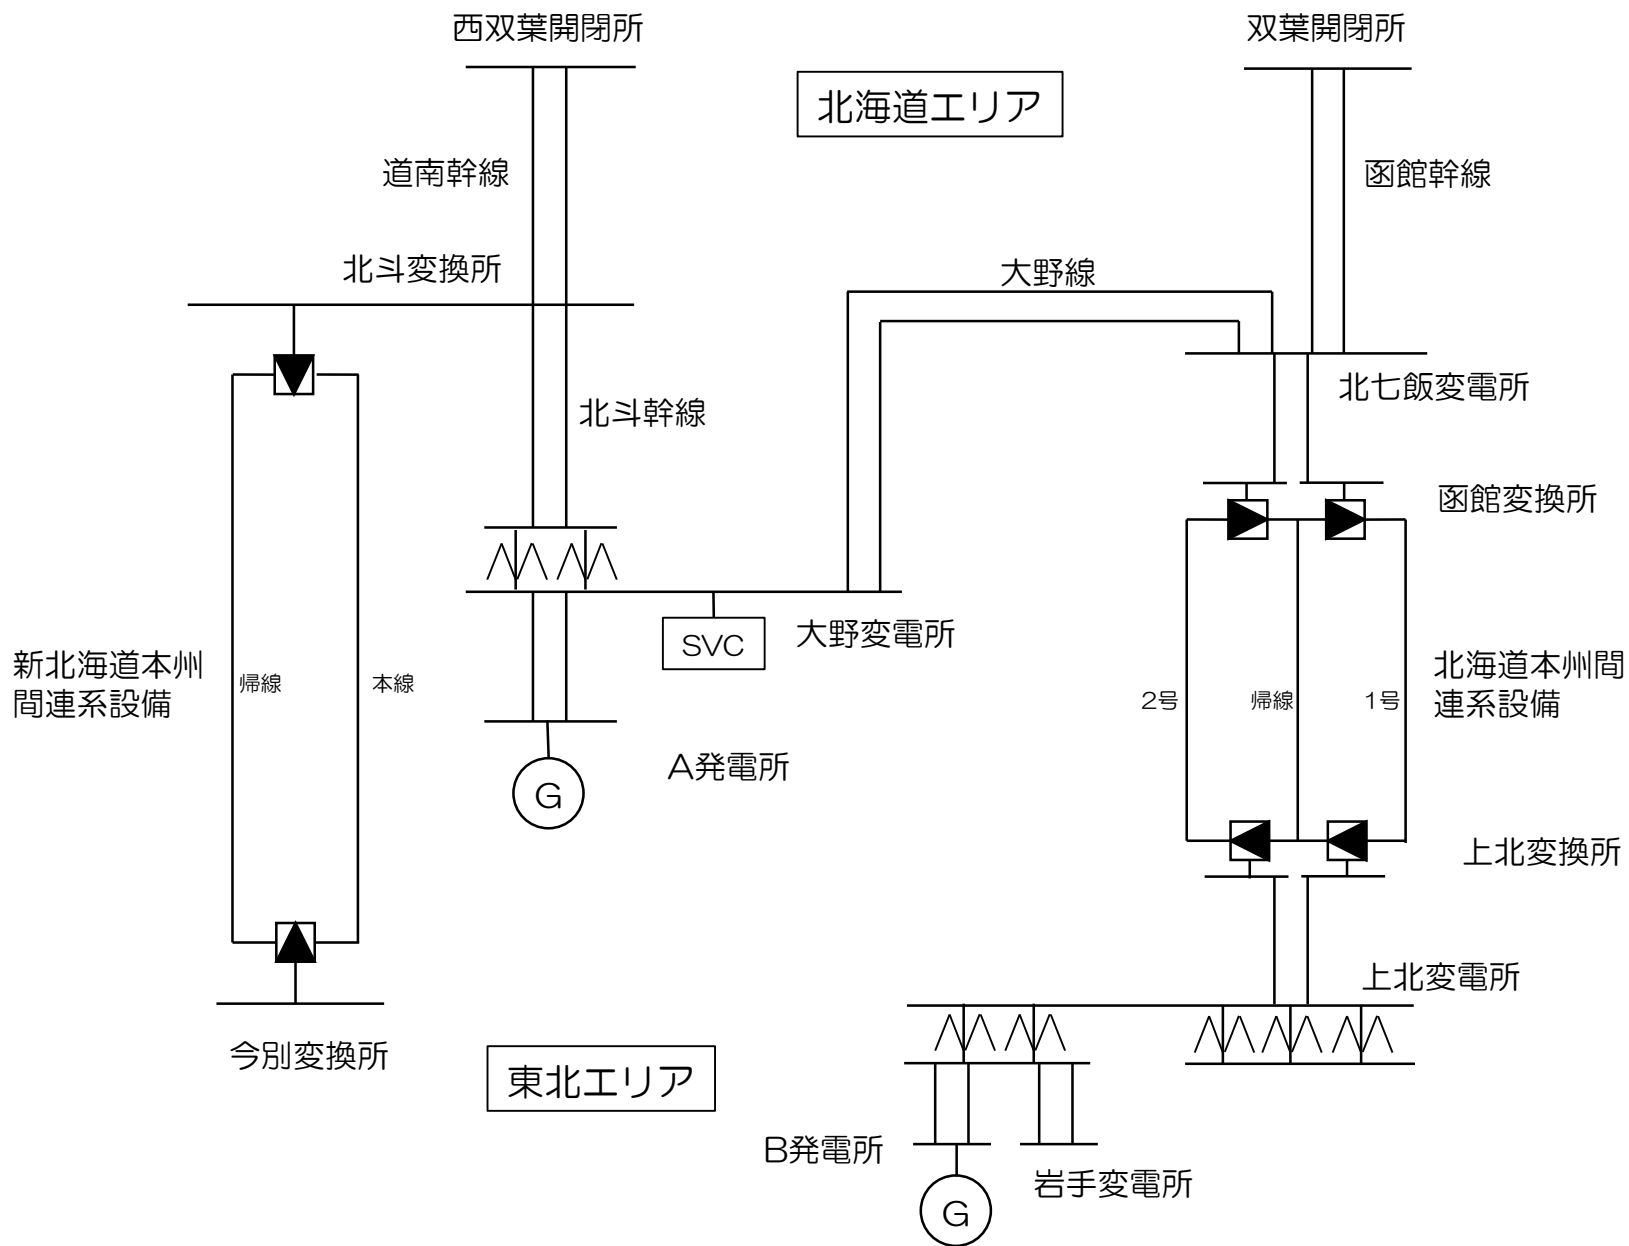 西双葉開閉所
双葉開閉所
北海道エリア
道南幹線
函館幹線
北斗変換所
大野線
北七飯変電所
北斗幹線
函館変換所
SVC
大野変電所
新北海道本州
間連系設備
帰線
本線
2号
帰線
1号
北海道本州間
連系設備
A発電所
G
上北変換所
上北変電所
今別変換所
東北エリア
B発電所
岩手変電所
G